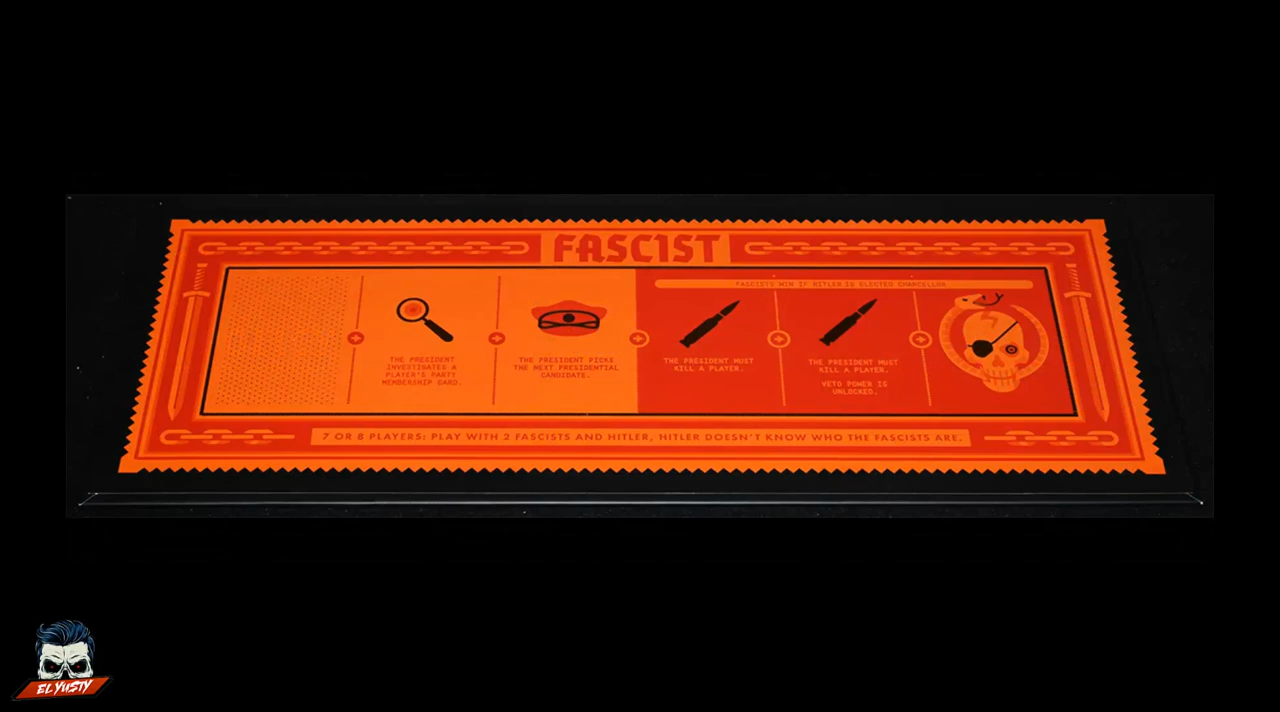 FASCIST
FASCISTS WIN IF HITLER IS ELECTED CHANCELLOR
THE PRESIDENT
INVESTIGATES A
PLAYER'S PARTY
MEMBERSHIP CARD.
THE PRESIDENT PICKS
THE NEXT PRESIDENTIAL
CANDIDATE.
THE PRESIDENT MUST
KILL A PLAYER.
THE PRESIDENT MUST
KILL A PLAYER.
VETO POWER IS
UNLOCKED.
7 OR 8 PLAYERS: PLAY WITH 2 FASCISTS AND HITLER, HITLER DOESN'T KNOW WHO THE FASCISTS ARE.
EL YUSTY